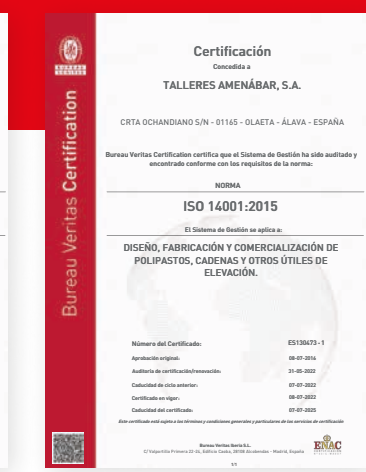 BUREAU
VERITAS
Bureau Veritas Certification
Certificación
Concedida a
TALLERES AMENÁBAR, S.A.
CRTA OCHANDIANO S/N - 01165 - OLAETA - ÁLAVA - ESPAÑA
Bureau Veritas Certification certifica que el Sistema de Gestión ha sido auditado y
encontrado conforme con los requisitos de la norma:
NORMA
ISO 14001:2015
El Sistema de Gestión se aplica a:
DISEÑO, FABRICACIÓN Y COMERCIALIZACIÓN DE
POLIPASTOS, CADENAS Y OTROS ÚTILES DE
ELEVACIÓN.
Número del Certificado: ES130473 - 1
Aprobación original: 08-07-2016
Auditoría de certificación/renovación: 31-05-2022
Caducidad de ciclo anterior: 07-07-2022
Certificado en vigor: 08-07-2022
Caducidad del certificado: 07-07-2025
Este certificado está sujeto a los términos y condiciones generales y particulares de los servicios de certificación
Bureau Veritas Iberia S.L.
C/ Valportillo Primera 22-24, Edificio Caoba, 28108 Alcobendas - Madrid, España
1/1
ENAC